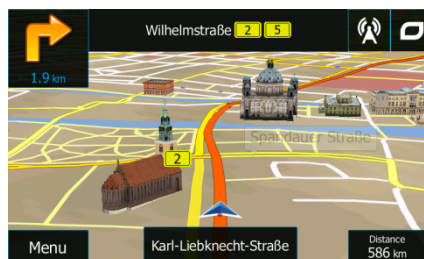 Wilhelmstraße 2 5
1.9 km
Spandauer Straße
2
Menu
Karl-Liebknecht-Straße
Distance
586 km